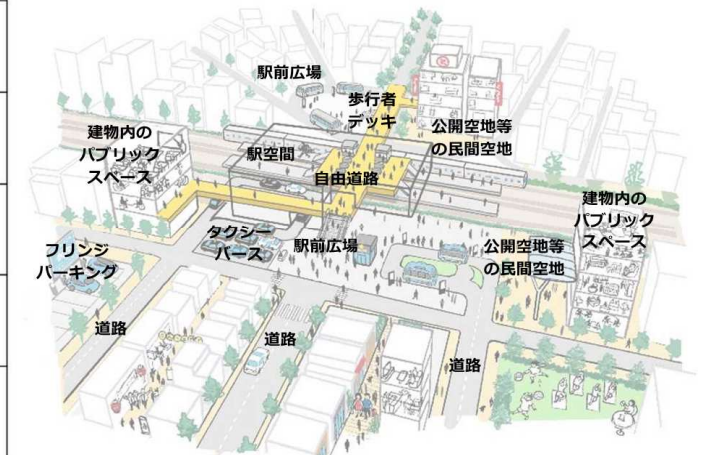 駅前広場
歩行者
デッキ
公開空地等
の民間空地
建物内の
パブリック
スペース
駅空間
自由道路
建物内の
パブリック
スペース
タクシー
バース
駅前広場
公開空地等
の民間空地
フリンジ
パーキング
道路
道路
道路